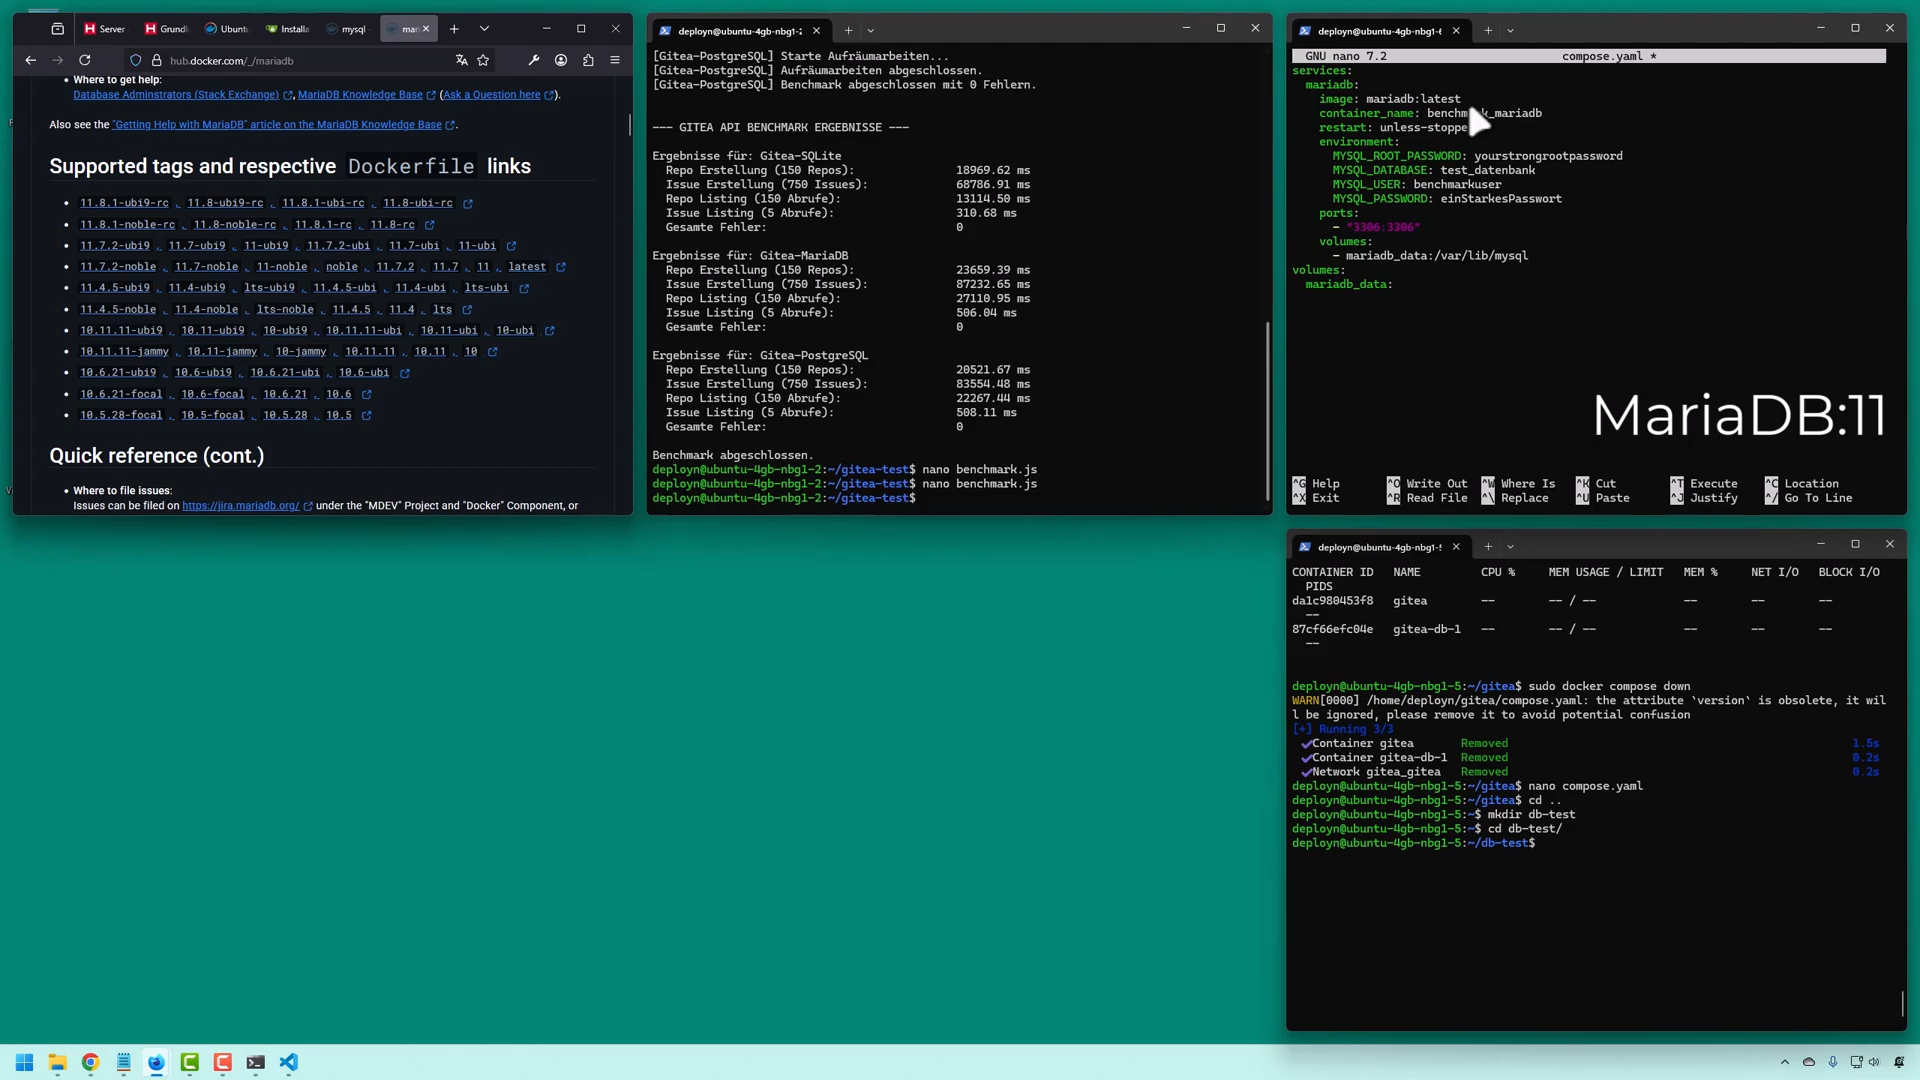 Server
Grundl
Ubuntu
Installa
mysql
mar
hub.docker.com/_/mariadb
Where to get help:
Database Adminstrators (Stack Exchange), MariaDB Knowledge Base (Ask a Question here).
Also see the "Getting Help with MariaDB" article on the MariaDB Knowledge Base.
Supported tags and respective Dockerfile links
11.8.1-ubi9-rc, 11.8-ubi9-rc, 11.8.1-ubi-rc, 11.8-ubi-rc
11.8.1-noble-rc, 11.8-noble-rc, 11.8.1-rc, 11.8-rc
11.7.2-ubi9, 11.7-ubi9, 11-ubi9, 11.7.2-ubi, 11.7-ubi, 11-ubi
11.7.2-noble, 11.7-noble, 11-noble, noble, 11.7.2, 11.7, 11, latest
11.4.5-ubi9, 11.4-ubi9, lts-ubi9, 11.4.5-ubi, 11.4-ubi, lts-ubi
11.4.5-noble, 11.4-noble, lts-noble, 11.4.5, 11.4, lts
10.11.11-ubi9, 10.11-ubi9, 10-ubi9, 10.11.11-ubi, 10.11-ubi, 10-ubi
10.11.11-jammy, 10.11-jammy, 10-jammy, 10.11.11, 10.11, 10
10.6.21-ubi9, 10.6-ubi9, 10.6.21-ubi, 10.6-ubi
10.6.21-focal, 10.6-focal, 10.6.21, 10.6
10.5.28-focal, 10.5-focal, 10.5.28, 10.5
Quick reference (cont.)
Where to file issues:
Issues can be filed on https://jira.mariadb.org/ under the "MDEV" Project and "Docker" Component, or
deployn@ubuntu-4gb-nbg1-2
[Gitea-PostgreSQL] Starte Aufräumarbeiten...
[Gitea-PostgreSQL] Aufräumarbeiten abgeschlossen.
[Gitea-PostgreSQL] Benchmark abgeschlossen mit 0 Fehlern.
--- GITEA API BENCHMARK ERGEBNISSE ---
Ergebnisse für: Gitea-SQLite
Repo Erstellung (150 Repos): 18969.62 ms
Issue Erstellung (750 Issues): 68786.91 ms
Repo Listing (150 Abrufe): 13114.50 ms
Issue Listing (5 Abrufe): 310.68 ms
Gesamte Fehler: 0
Ergebnisse für: Gitea-MariaDB
Repo Erstellung (150 Repos): 23659.39 ms
Issue Erstellung (750 Issues): 87232.65 ms
Repo Listing (150 Abrufe): 27110.95 ms
Issue Listing (5 Abrufe): 506.04 ms
Gesamte Fehler: 0
Ergebnisse für: Gitea-PostgreSQL
Repo Erstellung (150 Repos): 20521.67 ms
Issue Erstellung (750 Issues): 83554.48 ms
Repo Listing (150 Abrufe): 22267.44 ms
Issue Listing (5 Abrufe): 508.11 ms
Gesamte Fehler: 0
Benchmark abgeschlossen.
deployn@ubuntu-4gb-nbg1-2:~/gitea-test$ nano benchmark.js
deployn@ubuntu-4gb-nbg1-2:~/gitea-test$ nano benchmark.js
deployn@ubuntu-4gb-nbg1-2:~/gitea-test$
deployn@ubuntu-4gb-nbg1-6
GNU nano 7.2 compose.yaml *
services:
mariadb:
image: mariadb:latest
container_name: benchmark_mariadb
restart: unless-stoppe
environment:
MYSQL_ROOT_PASSWORD: yourstrongrootpassword
MYSQL_DATABASE: test_datenbank
MYSQL_USER: benchmarkuser
MYSQL_PASSWORD: einStarkesPasswort
ports:
- "3306:3306"
volumes:
- mariadb_data:/var/lib/mysql
volumes:
mariadb_data:
MariaDB:11
^G Help ^O Write Out ^W Where Is ^K Cut ^T Execute ^C Location
^X Exit ^R Read File ^\ Replace ^U Paste ^J Justify ^/ Go To Line
deployn@ubuntu-4gb-nbg1-5
CONTAINER ID NAME CPU % MEM USAGE / LIMIT MEM % NET I/O BLOCK I/O
PIDS
da1c980453f8 gitea -- -- / -- -- -- --
--
87cf66efc04e gitea-db-1 -- -- / -- -- -- --
--
deployn@ubuntu-4gb-nbg1-5:~/gitea$ sudo docker compose down
WARN[0000] /home/deployn/gitea/compose.yaml: the attribute `version` is obsolete, it wil
l be ignored, please remove it to avoid potential confusion
[+] Running 3/3
✔Container gitea Removed 1.5s
✔Container gitea-db-1 Removed 0.2s
✔Network gitea_gitea Removed 0.2s
deployn@ubuntu-4gb-nbg1-5:~/gitea$ nano compose.yaml
deployn@ubuntu-4gb-nbg1-5:~/gitea$ cd ..
deployn@ubuntu-4gb-nbg1-5:~$ mkdir db-test
deployn@ubuntu-4gb-nbg1-5:~$ cd db-test/
deployn@ubuntu-4gb-nbg1-5:~/db-test$